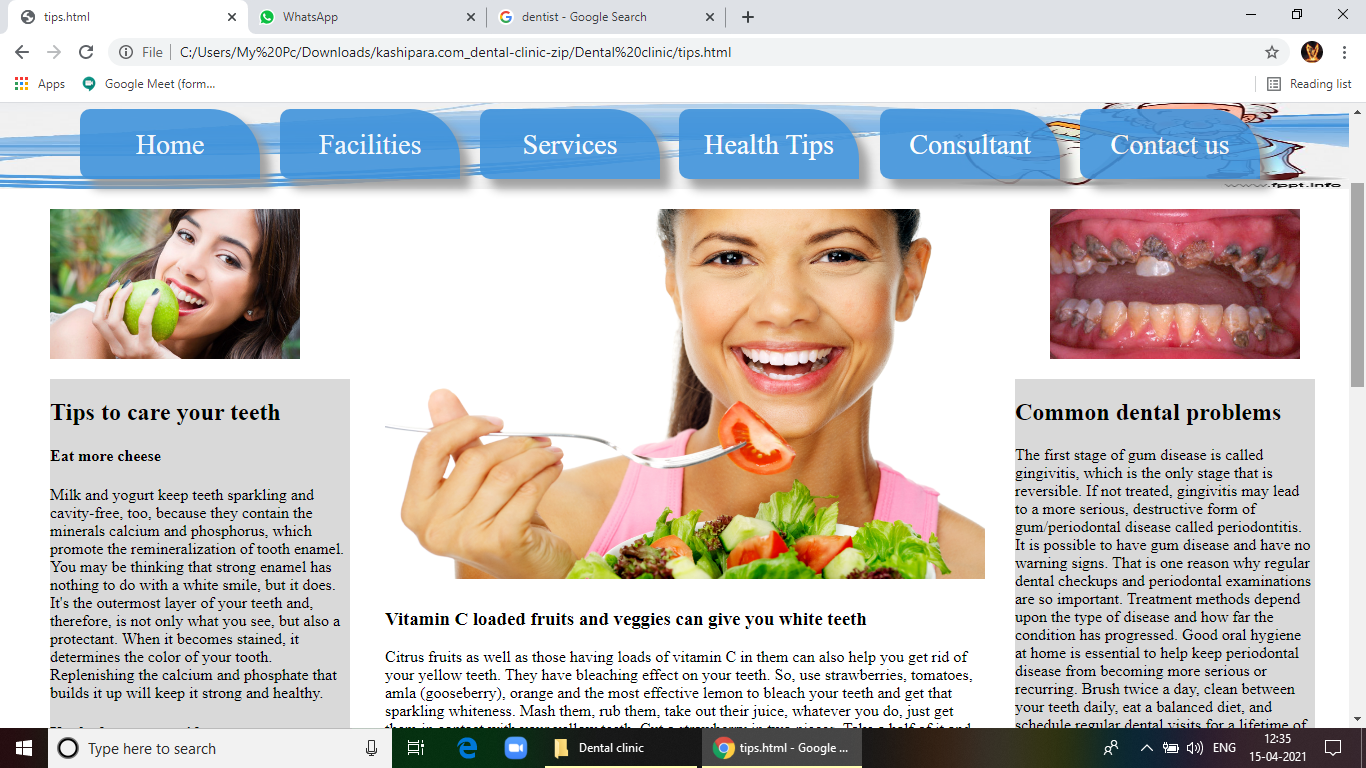 tips.html
WhatsApp
dentist - Google Search
File
C:/Users/My%20Pc/Downloads/kashipara.com_dental-clinic-zip/Dental%20clinic/tips.html
Apps
Google Meet (form...
Reading list
Home
Facilities
Services
Health Tips
Consultant
Contact us
www.fppt.info
Tips to care your teeth
Eat more cheese
Milk and yogurt keep teeth sparkling and
cavity-free, too, because they contain the
minerals calcium and phosphorus, which
promote the remineralization of tooth enamel.
You may be thinking that strong enamel has
nothing to do with a white smile, but it does.
It's the outermost layer of your teeth and,
therefore, is not only what you see, but also a
protectant. When it becomes stained, it
determines the color of your tooth.
Replenishing the calcium and phosphate that
builds it up will keep it strong and healthy.
Vitamin C loaded fruits and veggies can give you white teeth
Citrus fruits as well as those having loads of vitamin C in them can also help you get rid of
your yellow teeth. They have bleaching effect on your teeth. So, use strawberries, tomatoes,
amla (gooseberry), orange and the most effective lemon to bleach your teeth and get that
sparkling whiteness. Mash them, rub them, take out their juice, whatever you do, just get
Common dental problems
The first stage of gum disease is called
gingivitis, which is the only stage that is
reversible. If not treated, gingivitis may lead
to a more serious, destructive form of
gum/periodontal disease called periodontitis.
It is possible to have gum disease and have no
warning signs. That is one reason why regular
dental checkups and periodontal examinations
are so important. Treatment methods depend
upon the type of disease and how far the
condition has progressed. Good oral hygiene
at home is essential to help keep periodontal
disease from becoming more serious or
recurring. Brush twice a day, clean between
your teeth daily, eat a balanced diet, and
schedule regular dental visits for a lifetime of
Type here to search
Dental clinic
tips.html - Google ...
ENG
12:35
15-04-2021